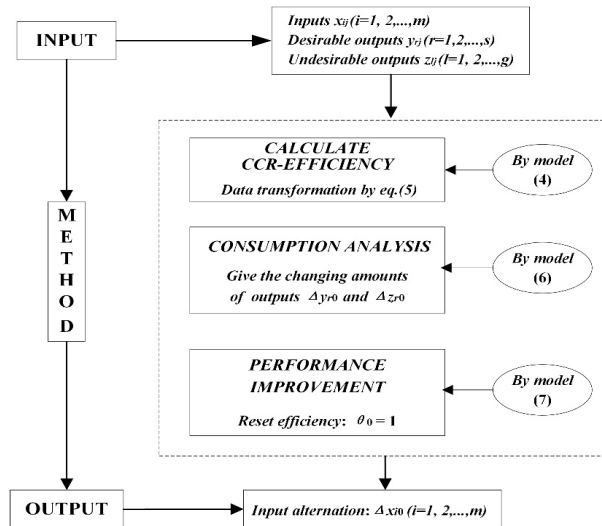 INPUT
Inputs xij(i=1, 2,...,m)
Desirable outputs yrj(r=1,2,...,s)
Undesirable outputs zlj(l=1, 2,...,g)
METHOD
CALCULATE
CCR-EFFICIENCY
Data transformation by eq.(5)
By model
(4)
CONSUMPTION ANALYSIS
Give the changing amounts
of outputs Δyr0 and Δzr0
By model
(6)
PERFORMANCE
IMPROVEMENT
Reset efficiency: θ0 = 1
By model
(7)
OUTPUT
Input alternation: Δxi0 (i=1, 2,...,m)